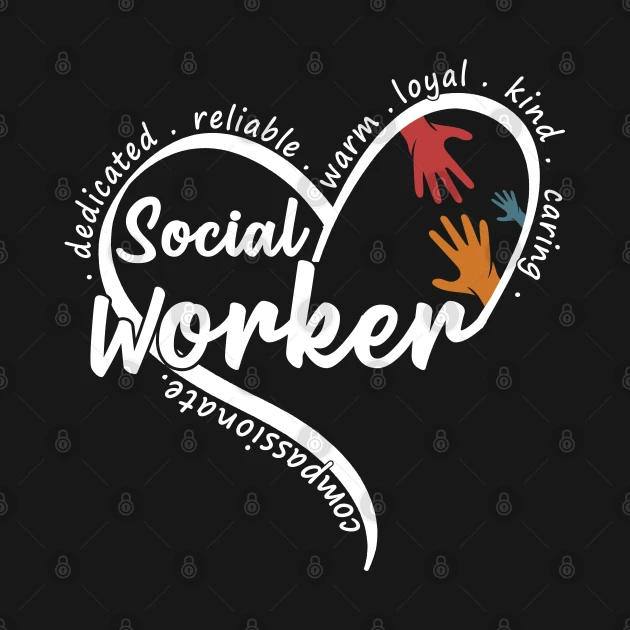 . dedicated . reliable . warm . loyal . kind . caring .
Social
Worker
compassionate .